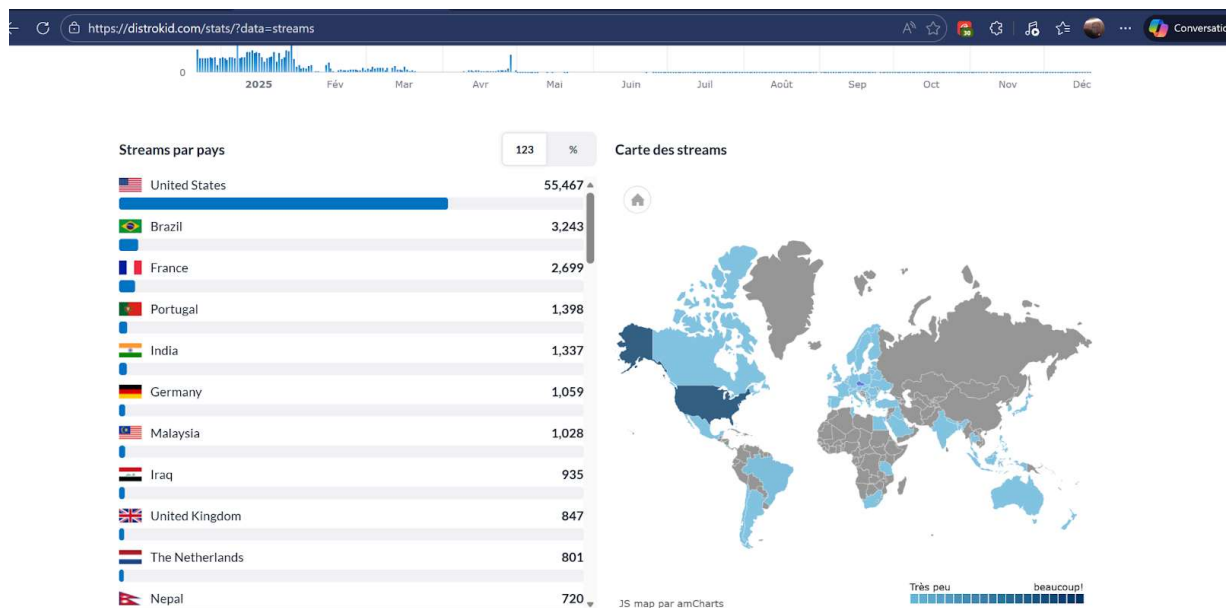 https://distrokid.com/stats/?data=streams
30
Conversatio
0
2025 Fév Mar Avr Mai Juin Juil Août Sep Oct Nov Déc
Streams par pays
123 %
Carte des streams
United States 55,467
Brazil 3,243
France 2,699
Portugal 1,398
India 1,337
Germany 1,059
Malaysia 1,028
Iraq 935
United Kingdom 847
The Netherlands 801
Nepal 720
Très peu beaucoup!
JS map par amCharts